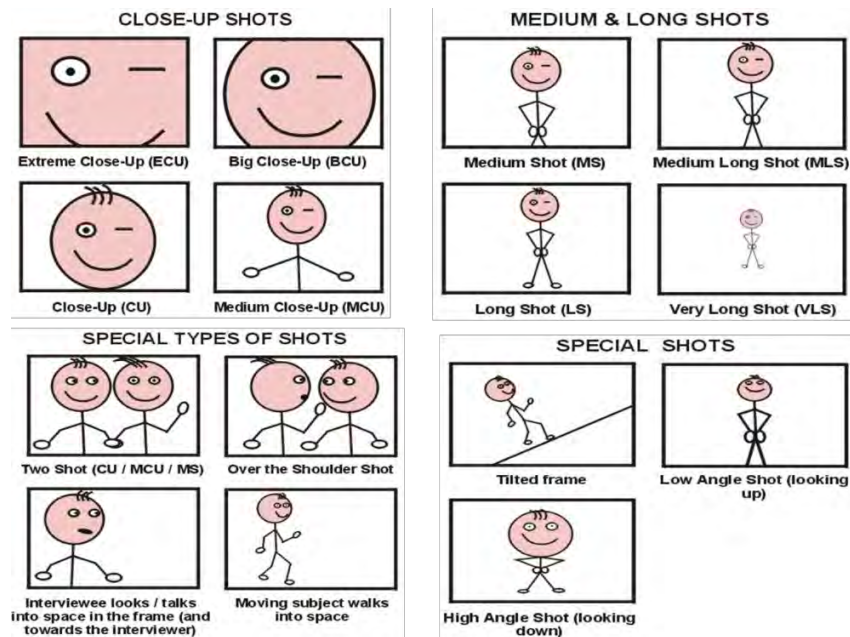 CLOSE-UP SHOTS
Extreme Close-Up (ECU)
Big Close-Up (BCU)
Close-Up (CU)
Medium Close-Up (MCU)
MEDIUM & LONG SHOTS
Medium Shot (MS)
Medium Long Shot (MLS)
Long Shot (LS)
Very Long Shot (VLS)
SPECIAL TYPES OF SHOTS
Two Shot (CU / MCU / MS)
Over the Shoulder Shot
Interviewee looks / talks
into space in the frame (and
towards the interviewer)
Moving subject walks
into space
SPECIAL SHOTS
Tilted frame
Low Angle Shot (looking
up)
High Angle Shot (looking
down)